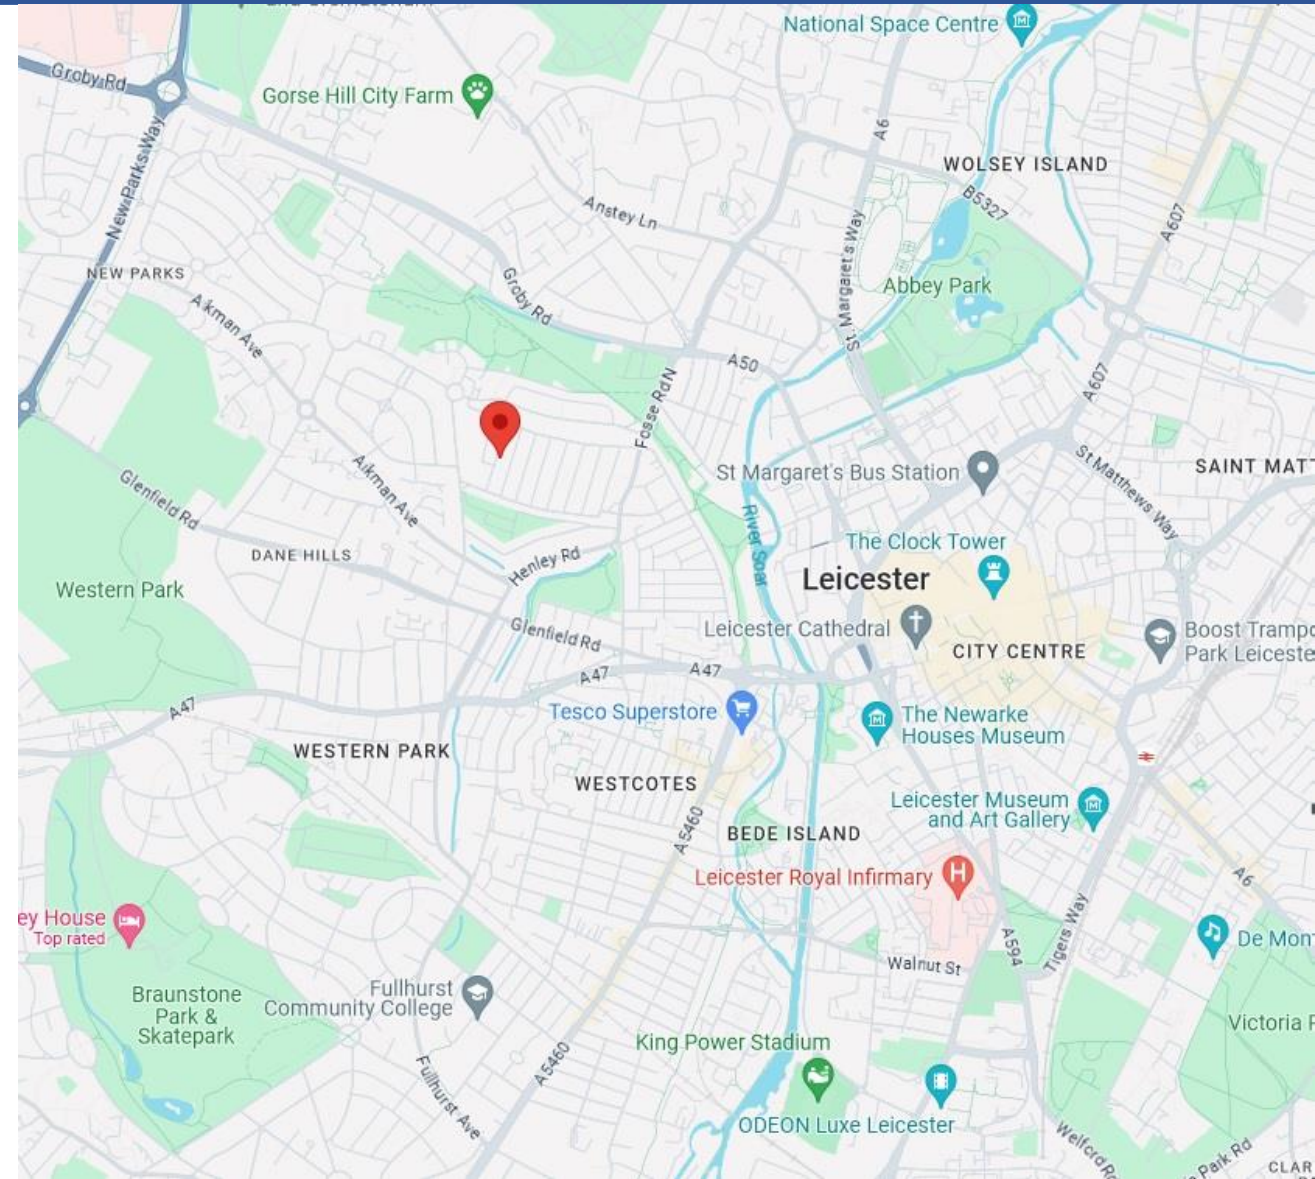 National Space Centre
Groby Rd
Gorse Hill City Farm
A6
New Parks Way
WOLSEY ISLAND
B5327
Anstey Ln
A607
St Margaret's Way
NEW PARKS
Groby Rd
Abbey Park
Aikman Ave
A50
A607
Fosse Rd N
Aikman Ave
St Margaret's Bus Station
St Matthews Way
SAINT MATT
Glenfield Rd
River Soar
The Clock Tower
DANE HILLS
Henley Rd
Leicester
Western Park
Glenfield Rd
Leicester Cathedral
CITY CENTRE
Boost Trampo
Park Leiceste
A47
A47
A47
Tesco Superstore
The Newarke
Houses Museum
WESTERN PARK
WESTCOTES
Leicester Museum
and Art Gallery
A5460
BEDE ISLAND
Leicester Royal Infirmary
A6
ey House
Top rated
A594
Tigers Way
De Mon
Walnut St
Fullhurst
Community College
Braunstone
Park &
Skatepark
Victoria P
King Power Stadium
A5460
Fullhurst Ave
ODEON Luxe Leicester
Welford R
Park Rd
CLAR